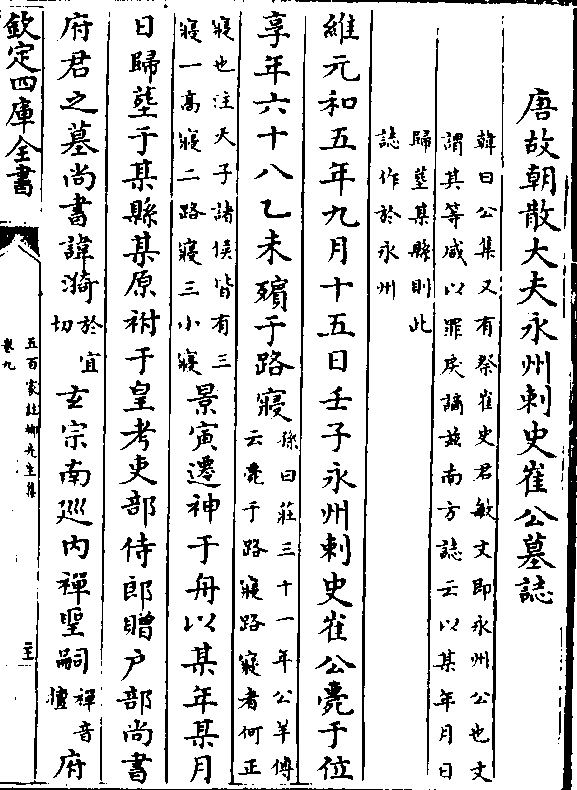 唐故朝散大夫永州刺史崔公墓誌
韓曰公集又有祭崔史君敏文即永州公也文
謂其等咸以罪戾謫兹南方誌云以某年月日
歸塟某縣則此
誌作於永州
維元和五年九月十五日壬子永州刺史崔公薨于位
享年六十八乙未殯于路寢
孫曰莊三十一年公羊傳
云薨于路寢路寢者何正
寢也注天子諸侯皆有三
寢一高寢二路寢三小寢
景寅遷神于舟以某年某月
日歸塟于某縣某原祔于皇考吏部侍郎贈户部尚書
府君之墓尚書諱漪
於宜
切
玄宗南廵内禪聖嗣
禪音
檀
府
欽定四庫全書
五百家註柳先生集
卷九